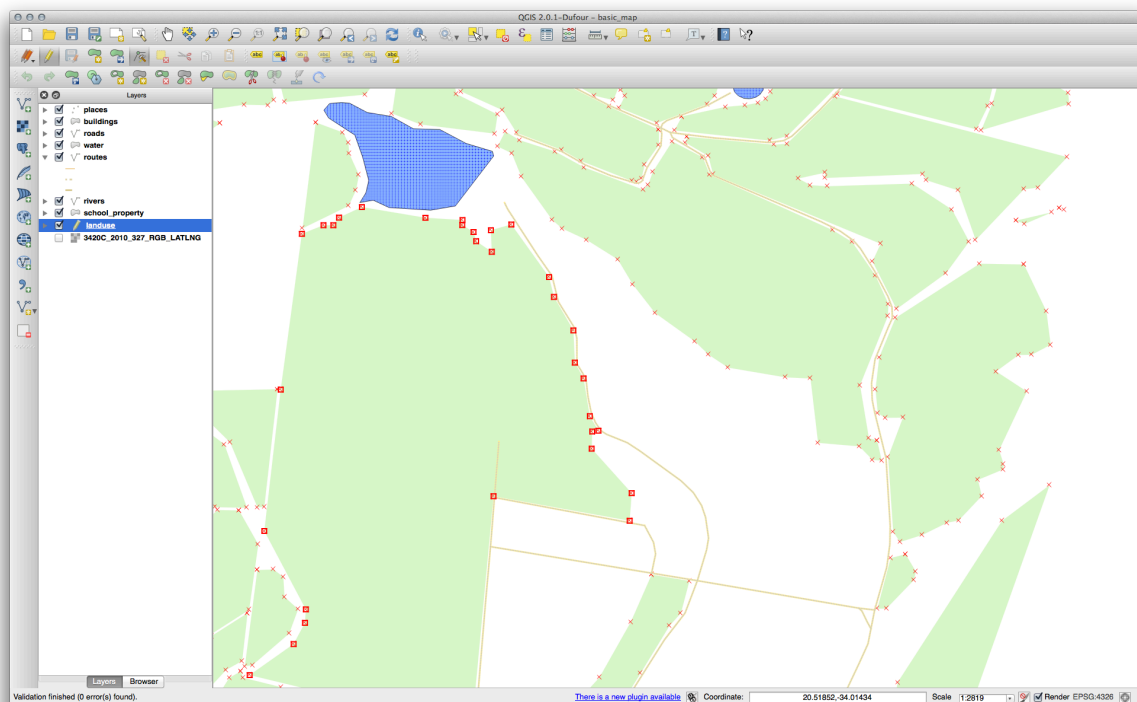 QGIS 2.0.1-Dufour - basic_map
Layers
places
buildings
roads
water
routes
rivers
school_property
landuse
3420C_2010_327_RGB_LATLNG
Layers Browser
Validation finished (0 error(s) found). There is a new plugin available Coordinate: 20.51852,-34.01434 Scale 1:2819 Render EPSG:4326